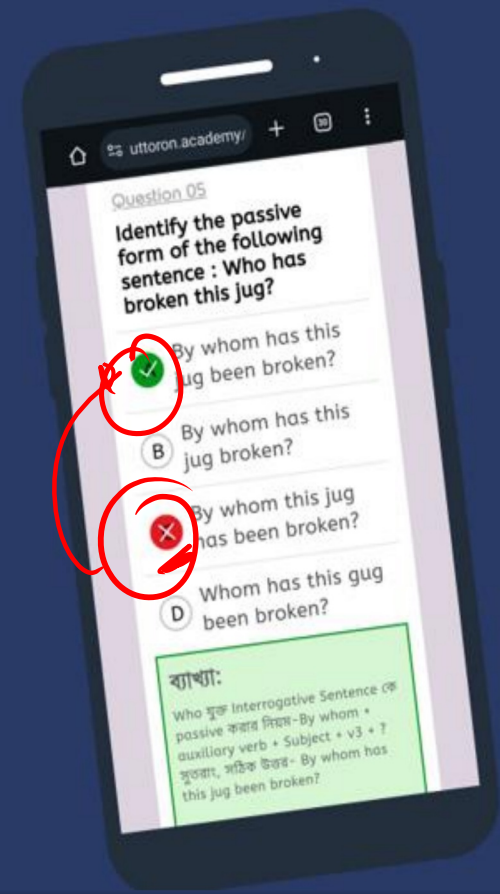 uttoron.academy/
30
Question 05
Identify the passive
form of the following
sentence : Who has
broken this jug?
By whom has this
jug been broken?
B By whom has this
jug broken?
By whom this jug
has been broken?
D Whom has this gug
been broken?
ব্যাখ্যা:
Who যুক্ত Interrogative Sentence কে
passive করার নিয়ম-By whom +
auxiliary verb + Subject + v3 + ?
সুতরাং, সঠিক উত্তর- By whom has
this jug been broken?